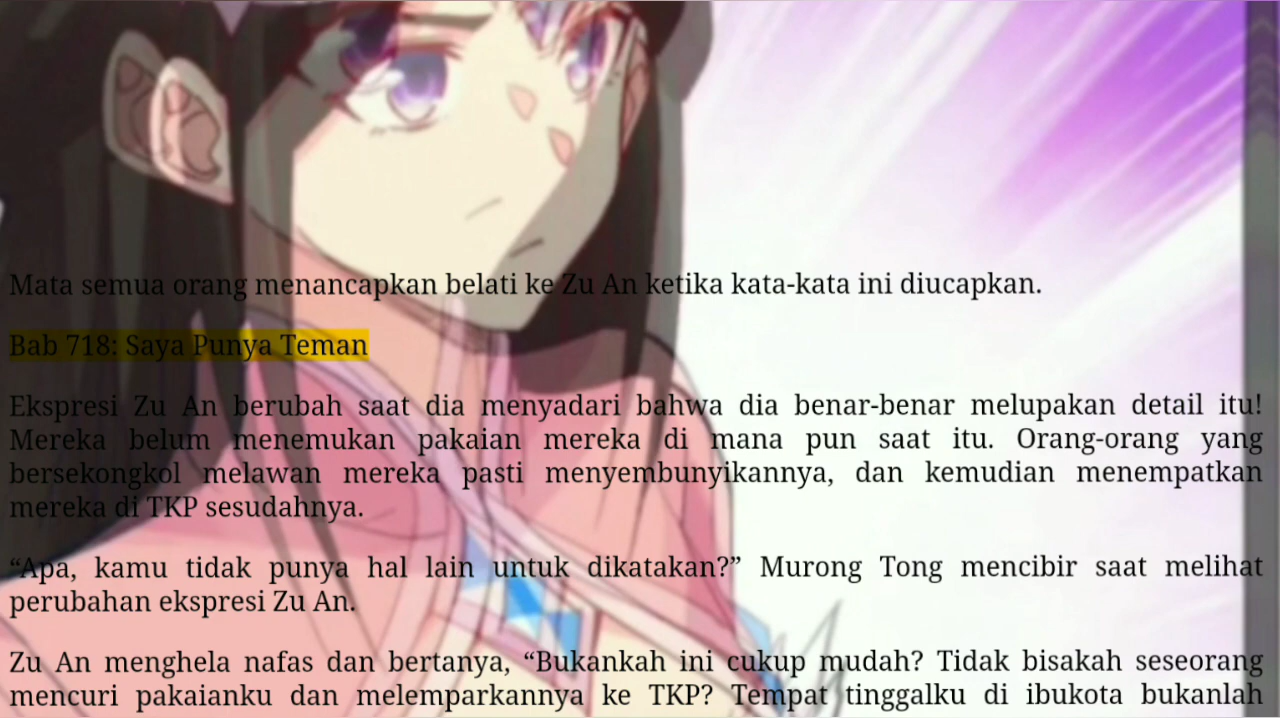 Mata semua orang menancapkan belati ke Zu An ketika kata-kata ini diucapkan.
Bab 718: Saya Punya Teman
Ekspresi Zu An berubah saat dia menyadari bahwa dia benar-benar melupakan detail itu!
Mereka belum menemukan pakaian mereka di mana pun saat itu. Orang-orang yang
bersekongkol melawan mereka pasti menyembunyikannya, dan kemudian menempatkan
mereka di TKP sesudahnya.
“Apa, kamu tidak punya hal lain untuk dikatakan?” Murong Tong mencibir saat melihat
perubahan ekspresi Zu An.
Zu An menghela nafas dan bertanya, “Bukankah ini cukup mudah? Tidak bisakah seseorang
mencuri pakaianku dan melemparkannya ke TKP? Tempat tinggalku di ibukota bukanlah